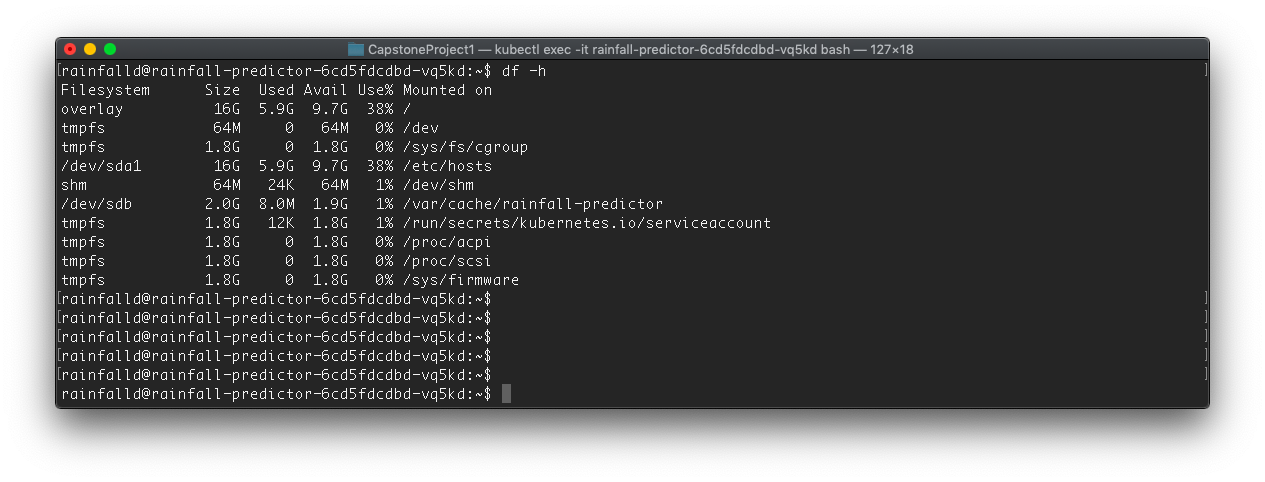 CapstoneProject1 — kubectl exec -it rainfall-predictor-6cd5fdcdbd-vq5kd bash — 127×18
[rainfalld@rainfall-predictor-6cd5fdcdbd-vq5kd:~$ df -h ]
Filesystem      Size  Used Avail Use% Mounted on
overlay          16G  5.9G  9.7G  38% /
tmpfs            64M     0   64M   0% /dev
tmpfs           1.8G     0  1.8G   0% /sys/fs/cgroup
/dev/sda1        16G  5.9G  9.7G  38% /etc/hosts
shm              64M   24K   64M   1% /dev/shm
/dev/sdb        2.0G  8.0M  1.9G   1% /var/cache/rainfall-predictor
tmpfs           1.8G   12K  1.8G   1% /run/secrets/kubernetes.io/serviceaccount
tmpfs           1.8G     0  1.8G   0% /proc/acpi
tmpfs           1.8G     0  1.8G   0% /proc/scsi
tmpfs           1.8G     0  1.8G   0% /sys/firmware
[rainfalld@rainfall-predictor-6cd5fdcdbd-vq5kd:~$ ]
[rainfalld@rainfall-predictor-6cd5fdcdbd-vq5kd:~$ ]
[rainfalld@rainfall-predictor-6cd5fdcdbd-vq5kd:~$ ]
[rainfalld@rainfall-predictor-6cd5fdcdbd-vq5kd:~$ ]
[rainfalld@rainfall-predictor-6cd5fdcdbd-vq5kd:~$ ]
rainfalld@rainfall-predictor-6cd5fdcdbd-vq5kd:~$